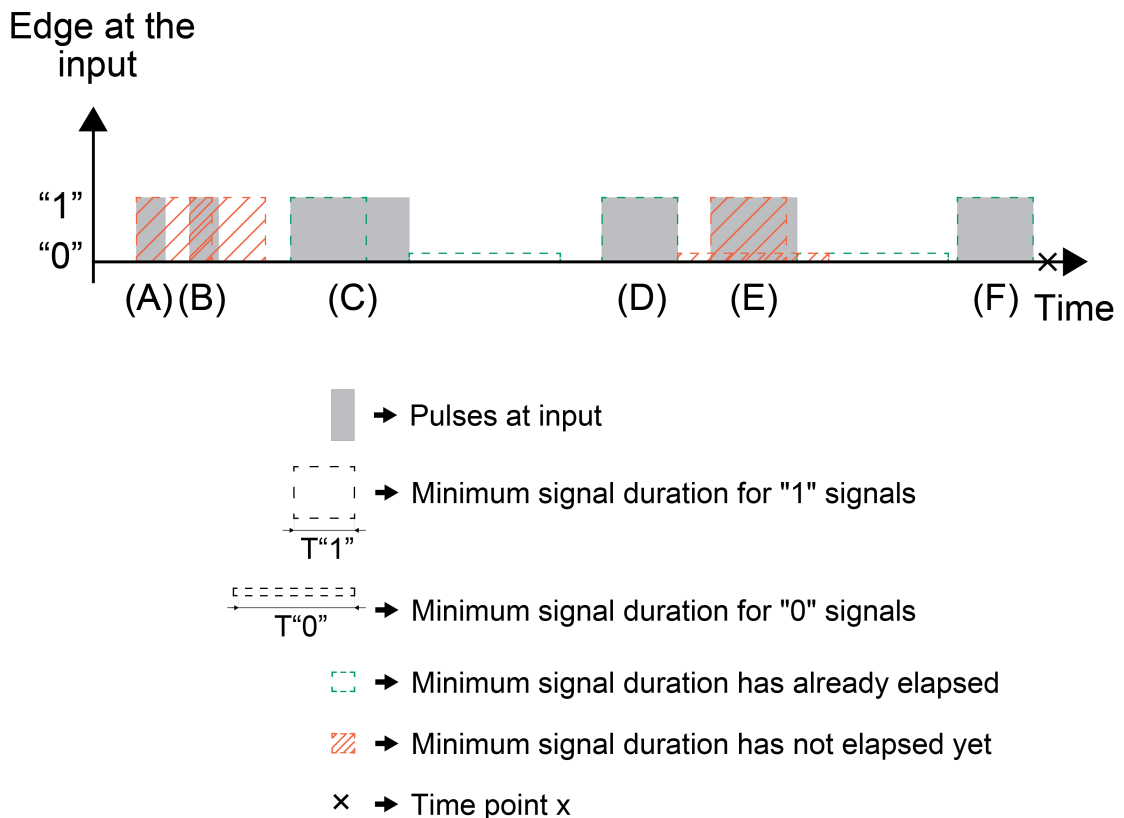 Edge at the
input
“1”
“0”
(A) (B) (C) (D) (E) (F)
Time
Pulses at input
Minimum signal duration for "1" signals
T“1”
Minimum signal duration for "0" signals
T“0”
Minimum signal duration has already elapsed
Minimum signal duration has not elapsed yet
Time point x